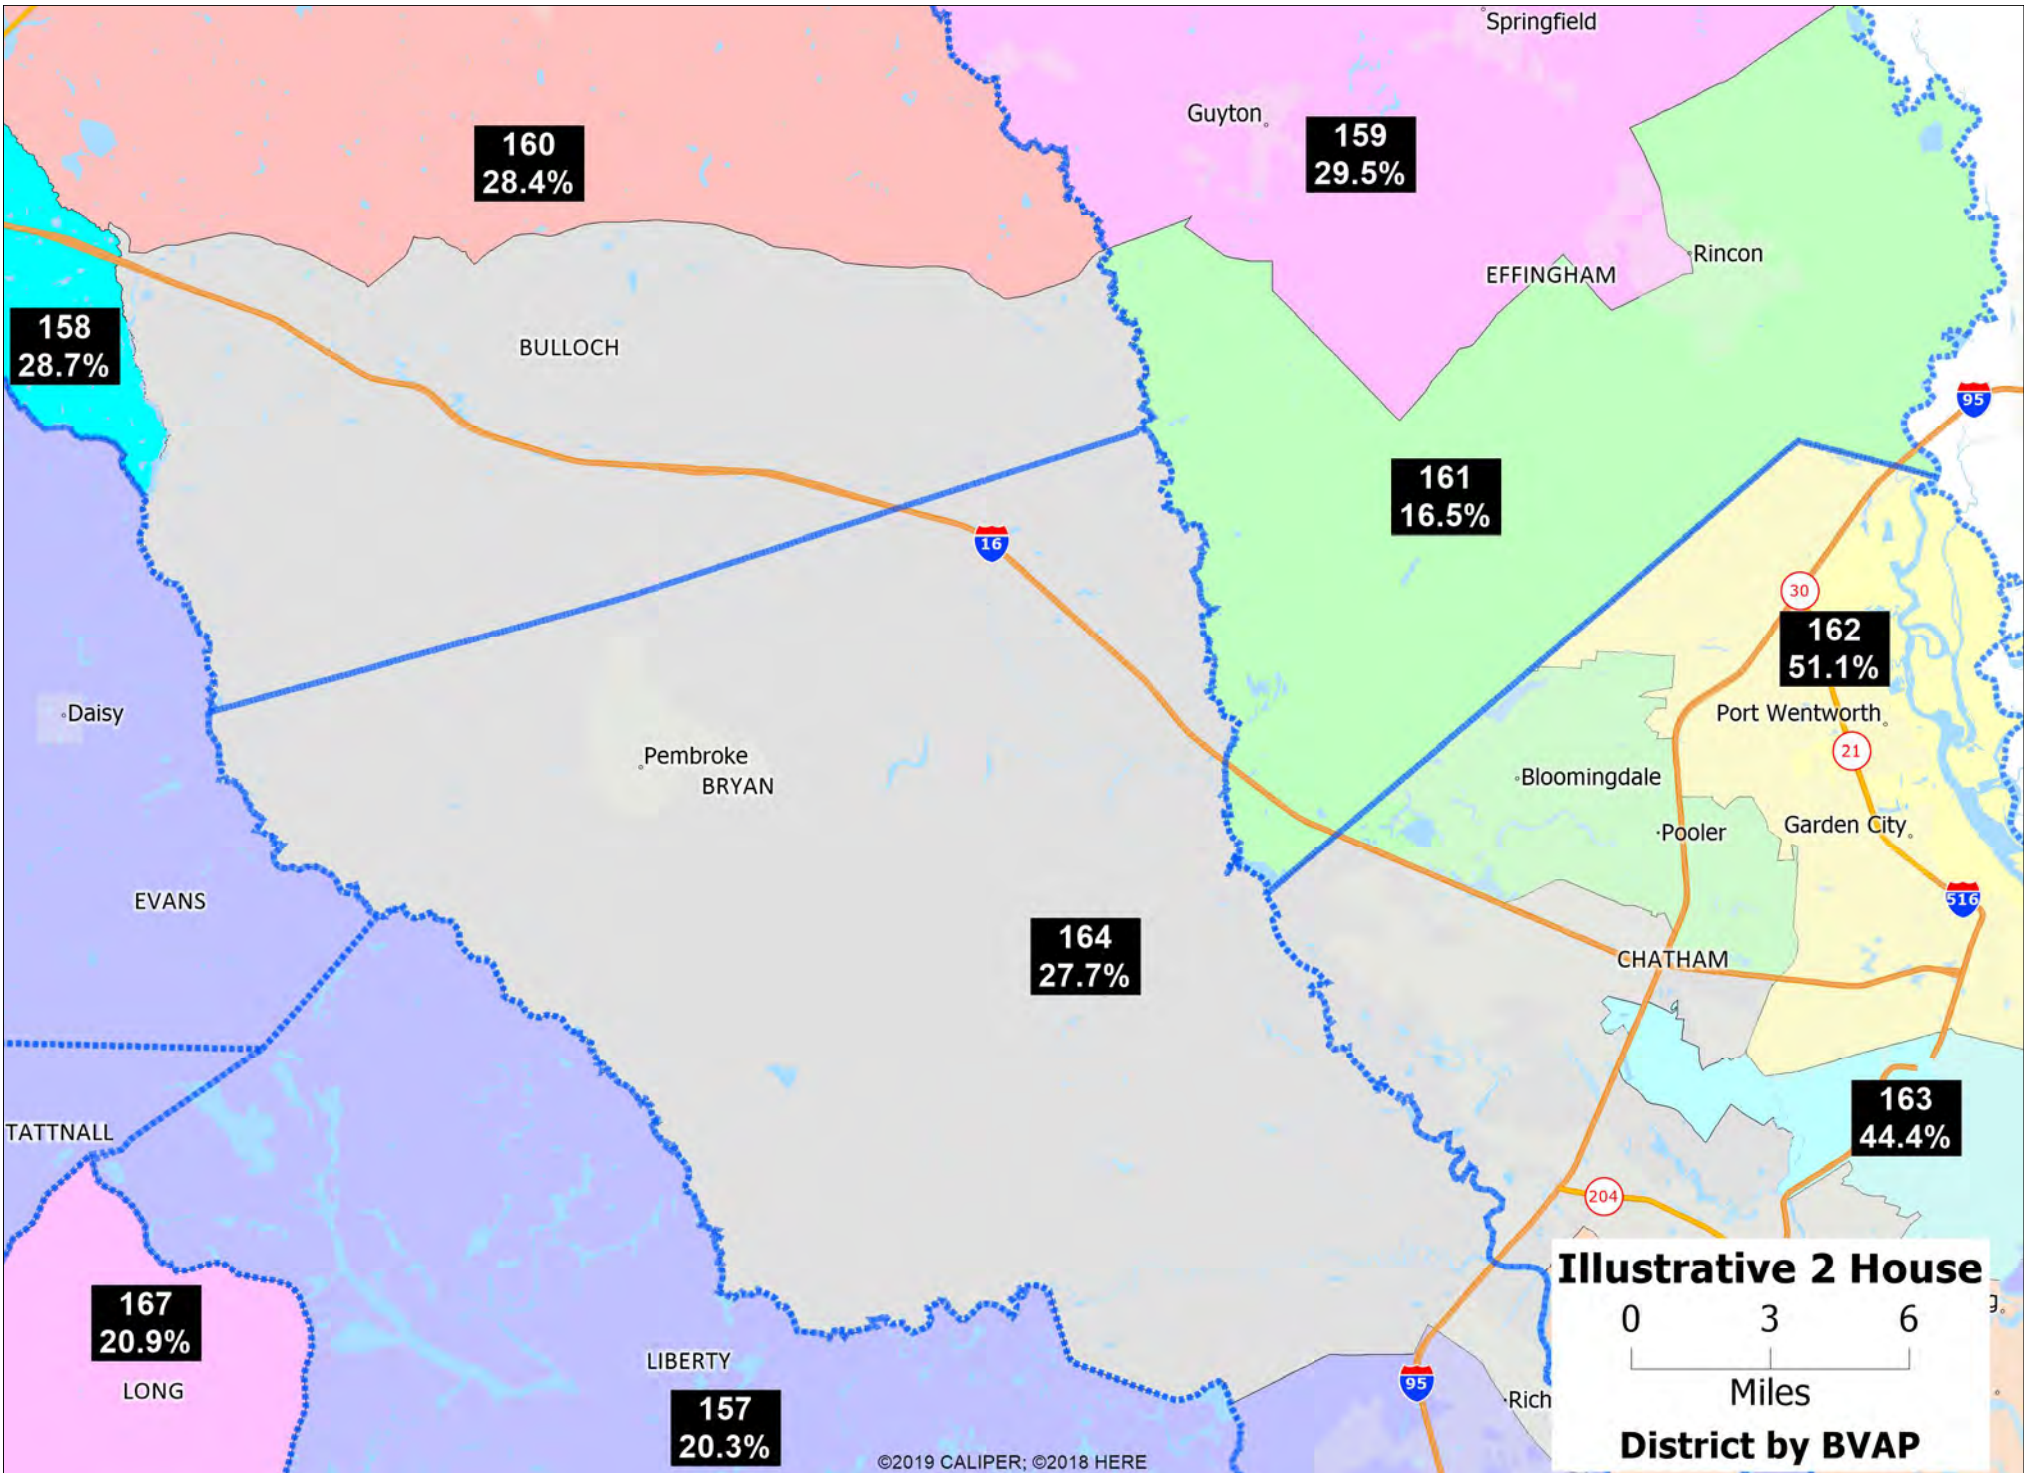 Springfield
Guyton
160
28.4%
159
29.5%
Rincon
EFFINGHAM
158
28.7%
BULLOCH
95
161
16.5%
16
30
162
51.1%
Daisy
Port Wentworth
21
Pembroke
BRYAN
Bloomingdale
Pooler
Garden City
EVANS
516
164
27.7%
CHATHAM
TATTNALL
163
44.4%
204
167
20.9%
LONG
LIBERTY
95
Rich
157
20.3%
©2019 CALIPER; ©2018 HERE
Illustrative 2 House
0 3 6
Miles
District by BVAP